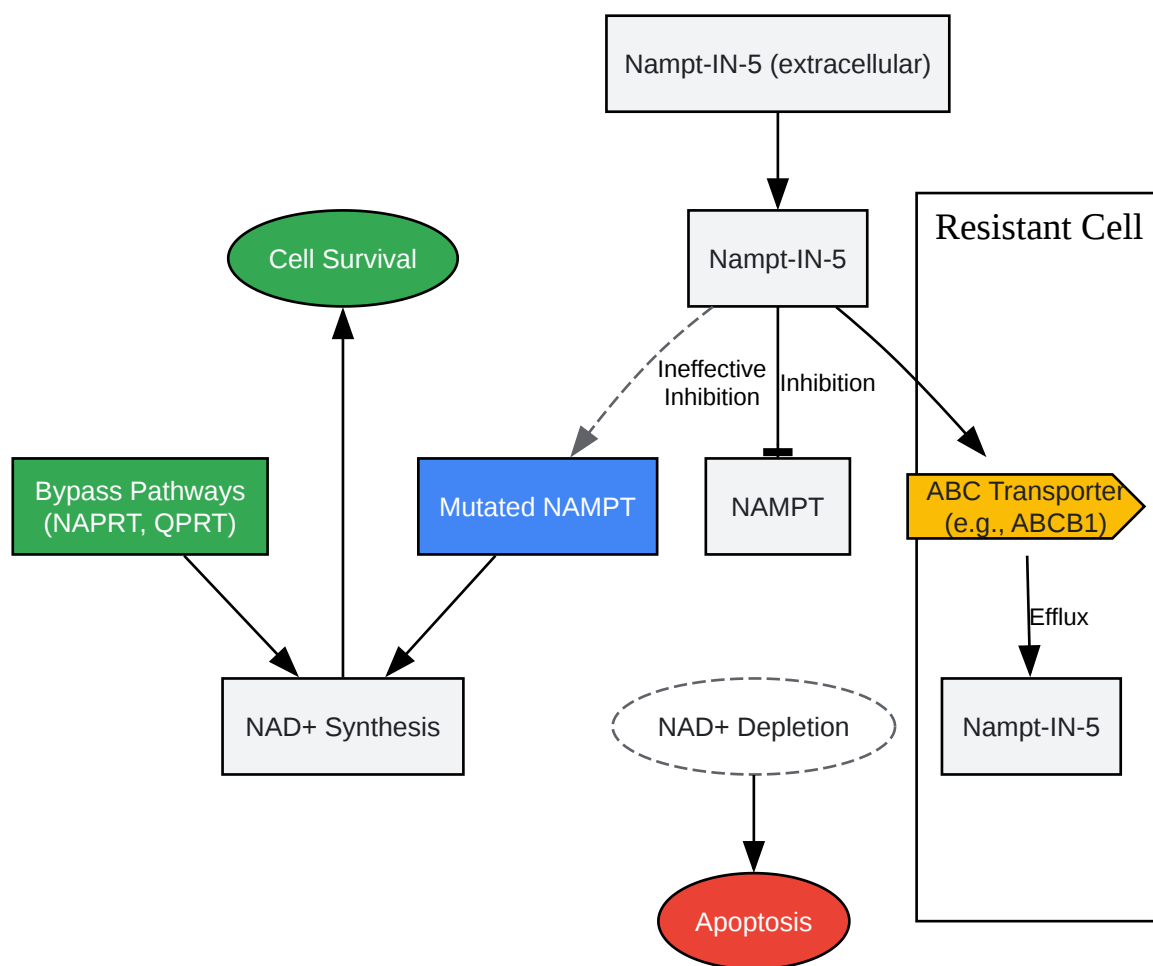 Nampt-IN-5 (extracellular)
Resistant Cell
Cell Survival
Nampt-IN-5
Ineffective
Inhibition
Inhibition
Bypass Pathways
(NAPRT, QPRT)
Mutated NAMPT
NAMPT
ABC Transporter
(e.g., ABCB1)
Efflux
NAD+ Synthesis
NAD+ Depletion
Nampt-IN-5
Apoptosis